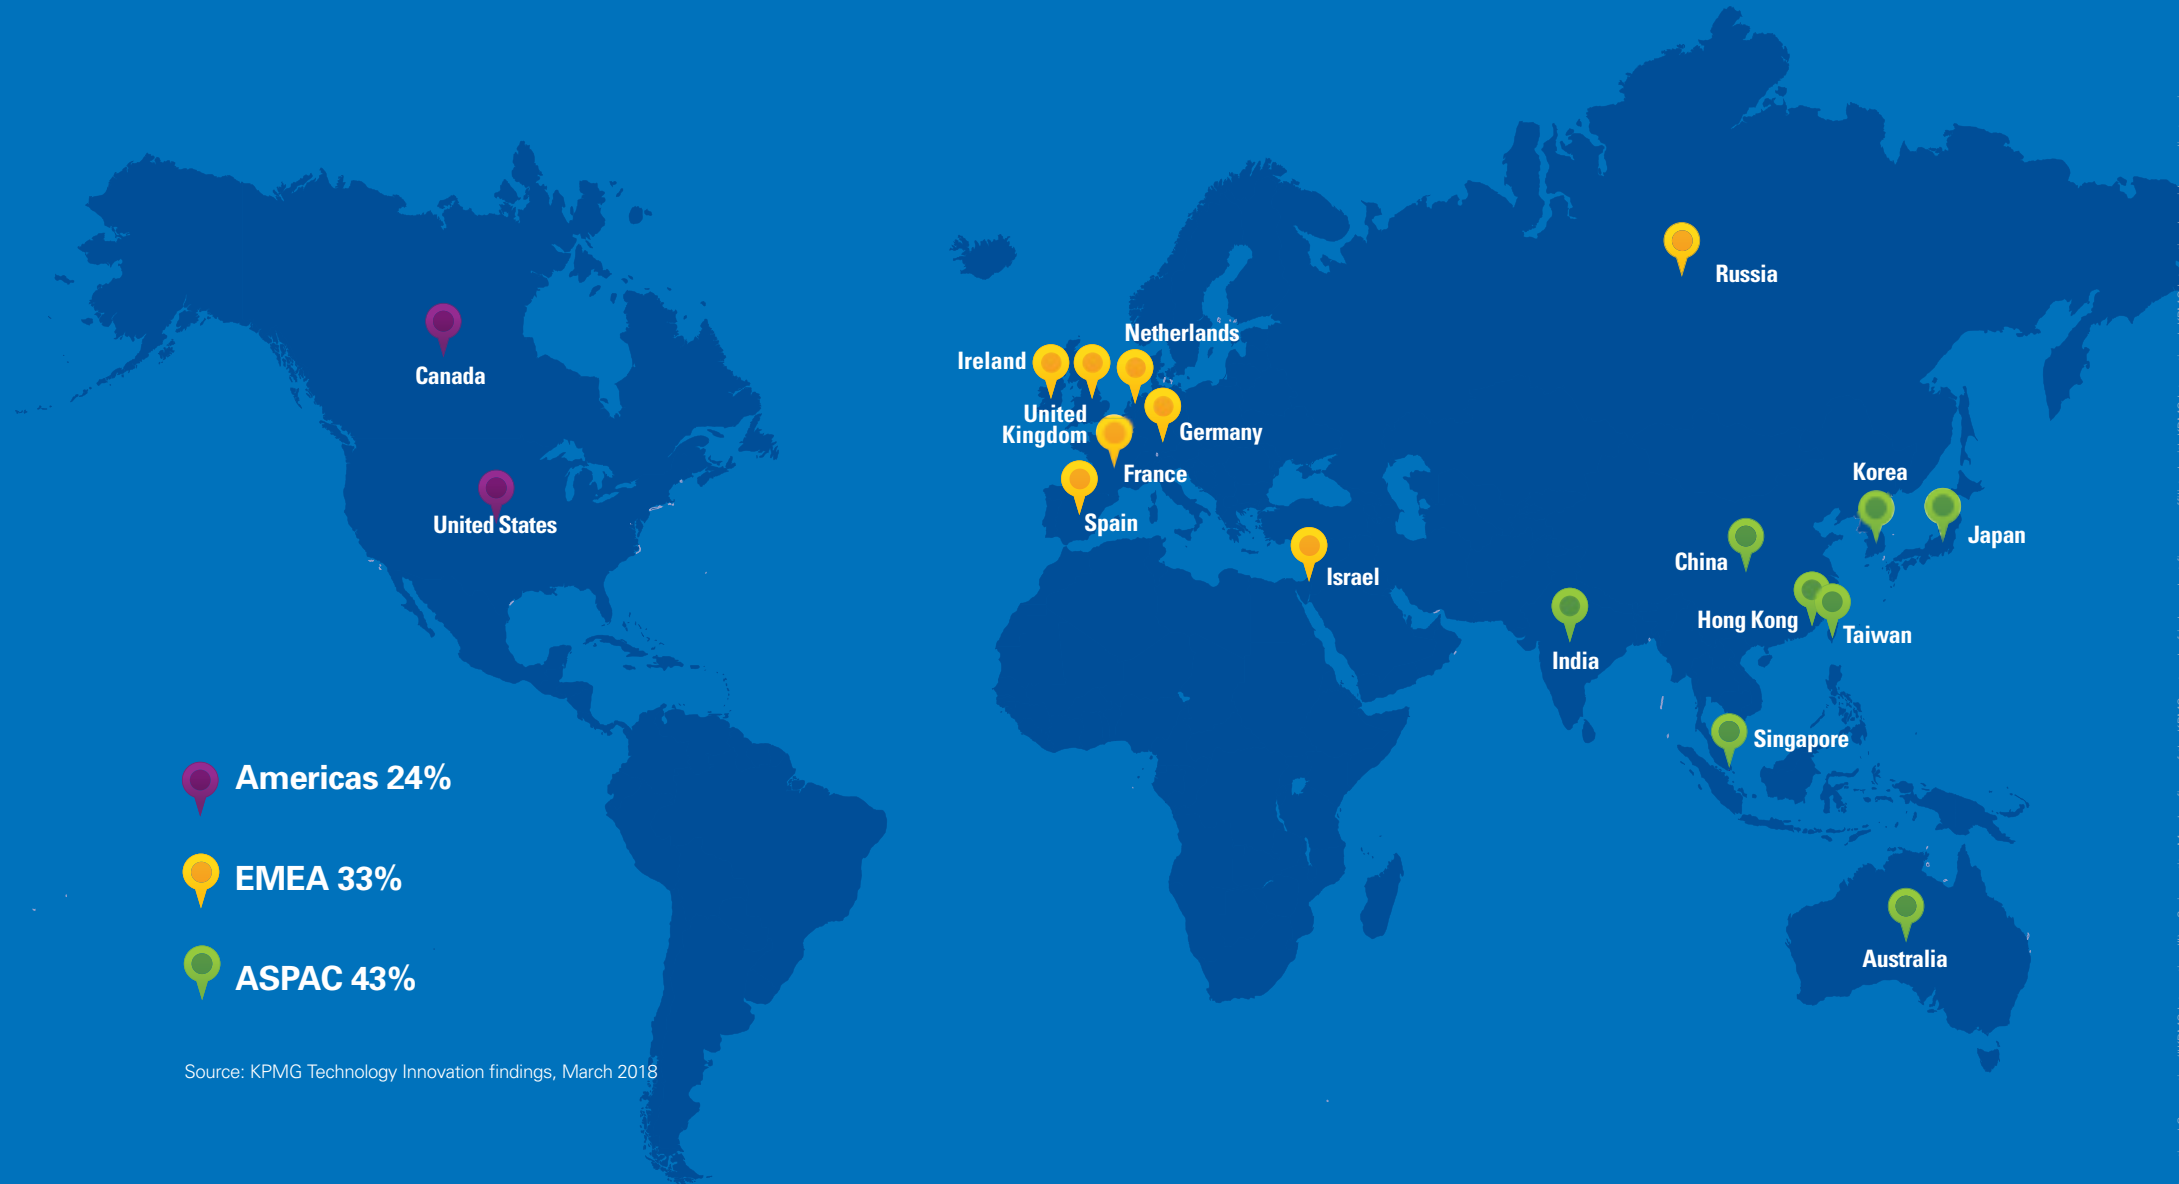 Russia
Netherlands
Ireland
Canada
United
Kingdom
Germany
France
Korea
United States
Spain
Japan
China
Israel
Hong Kong
Taiwan
India
Singapore
Americas 24%
EMEA 33%
ASPAC 43%
Australia
Source: KPMG Technology Innovation findings, March 2018